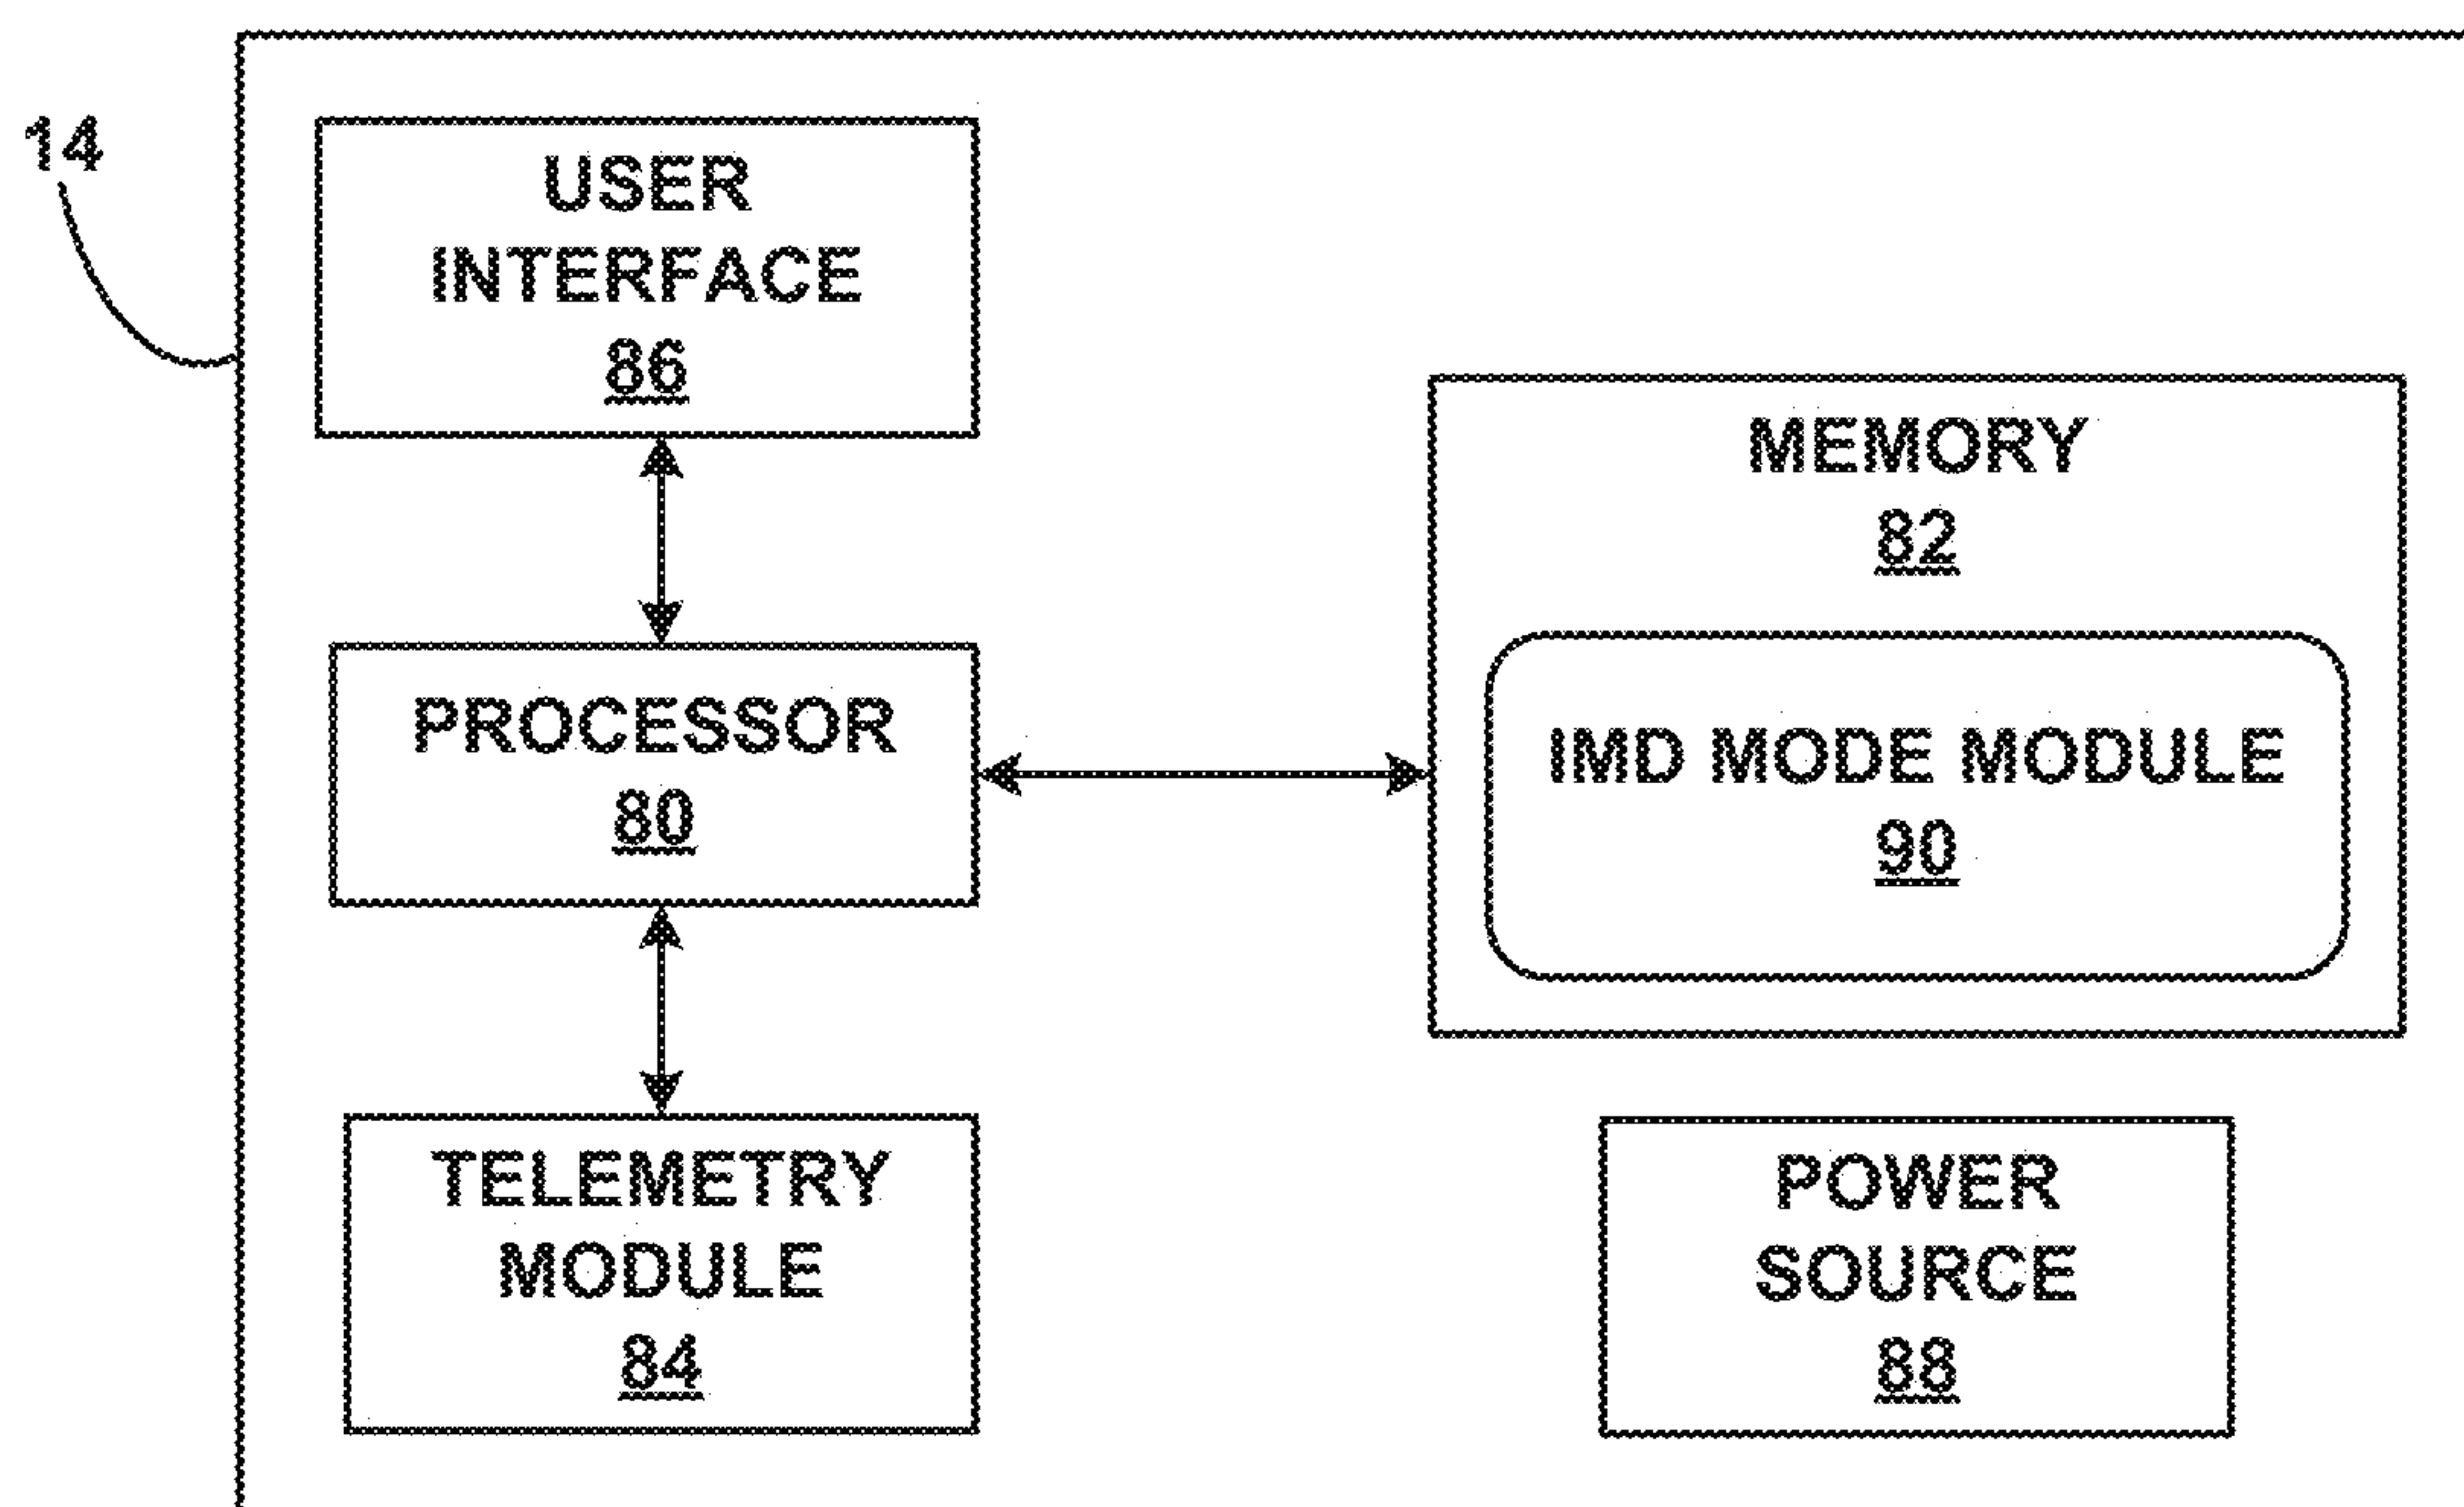 14
USER
INTERFACE
86
MEMORY
82
PROCESSOR
80
IMD MODE MODULE
90
TELEMETRY
MODULE
84
POWER
SOURCE
88